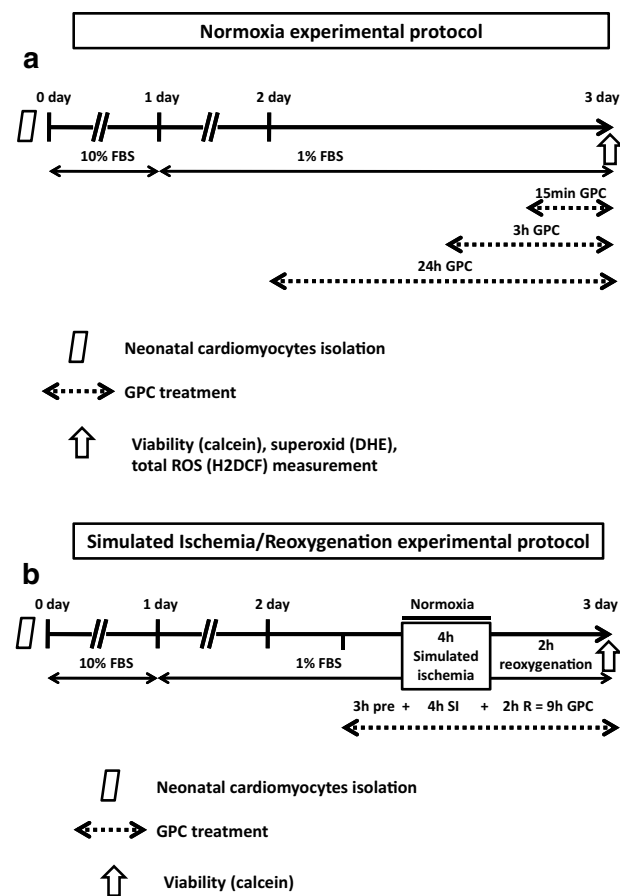 Normoxia experimental protocol
a
0 day 1 day 2 day 3 day
10% FBS 1% FBS
15min GPC
3h GPC
24h GPC
Neonatal cardiomyocytes isolation
GPC treatment
Viability (calcein), superoxid (DHE),
total ROS (H2DCF) measurement
Simulated Ischemia/Reoxygenation experimental protocol
b
0 day 1 day 2 day Normoxia 3 day
10% FBS 1% FBS
4h
Simulated
ischemia
2h
reoxygenation
3h pre + 4h SI + 2h R = 9h GPC
Neonatal cardiomyocytes isolation
GPC treatment
Viability (calcein)